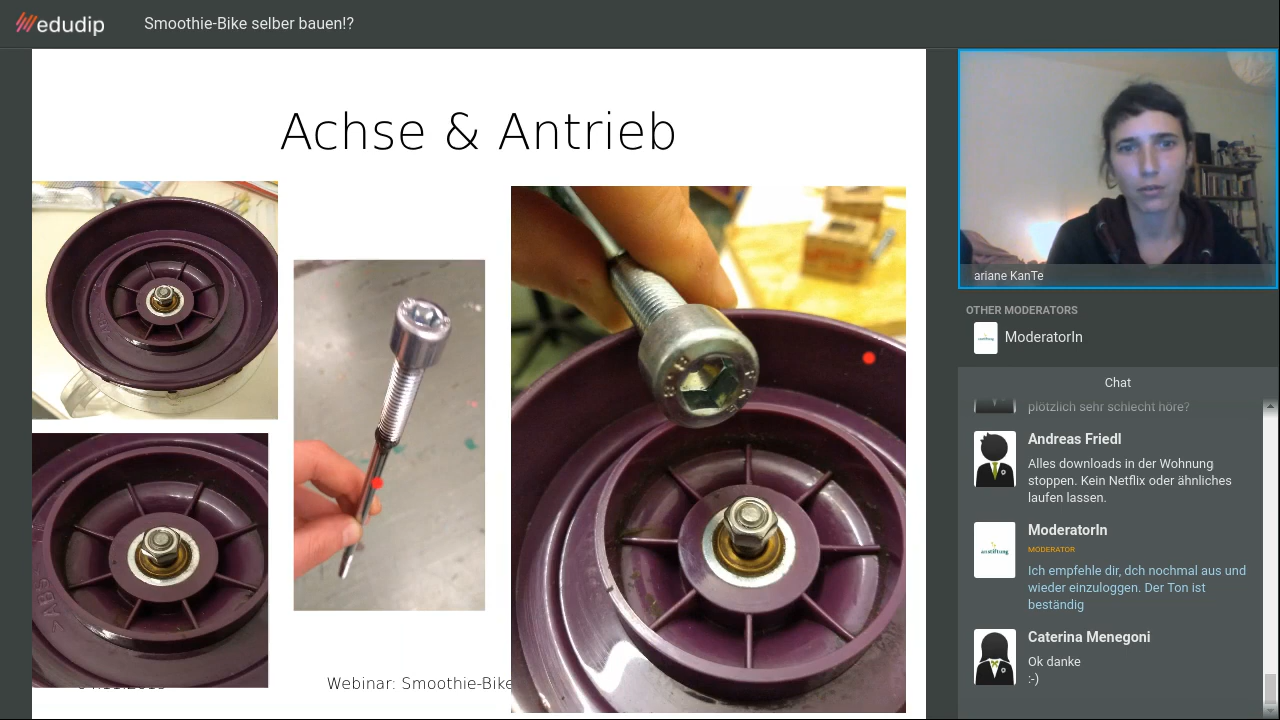 edudip
Smoothie-Bike selber bauen!?
Achse & Antrieb
Webinar: Smoothie-Bike
ariane KanTe
OTHER MODERATORS
ModeratorIn
Chat
plötzlich sehr schlecht höre?
Andreas Friedl
Alles downloads in der Wohnung
stoppen. Kein Netflix oder ähnliches
laufen lassen.
ModeratorIn
MODERATOR
anstiftung
Ich empfehle dir, dch nochmal aus und
wieder einzuloggen. Der Ton ist
beständig
Caterina Menegoni
Ok danke
:-)